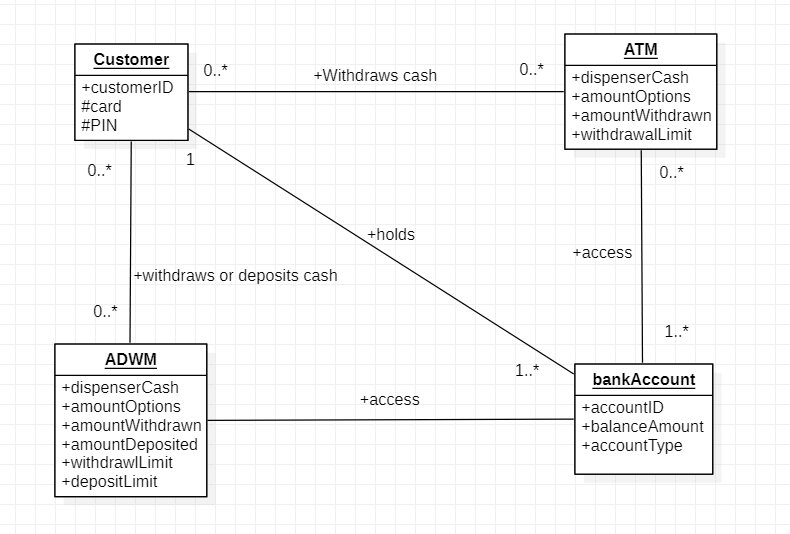 Customer
+customerID
#card
#PIN
0..*
+Withdraws cash
0..*
ATM
+dispenserCash
+amountOptions
+amountWithdrawn
+withdrawalLimit
0..*
1
0..*
+holds
+access
+withdraws or deposits cash
0..*
1..*
1..*
ADWM
+dispenserCash
+amountOptions
+amountWithdrawn
+amountDeposited
+withdrawlLimit
+depositLimit
+access
bankAccount
+accountID
+balanceAmount
+accountType